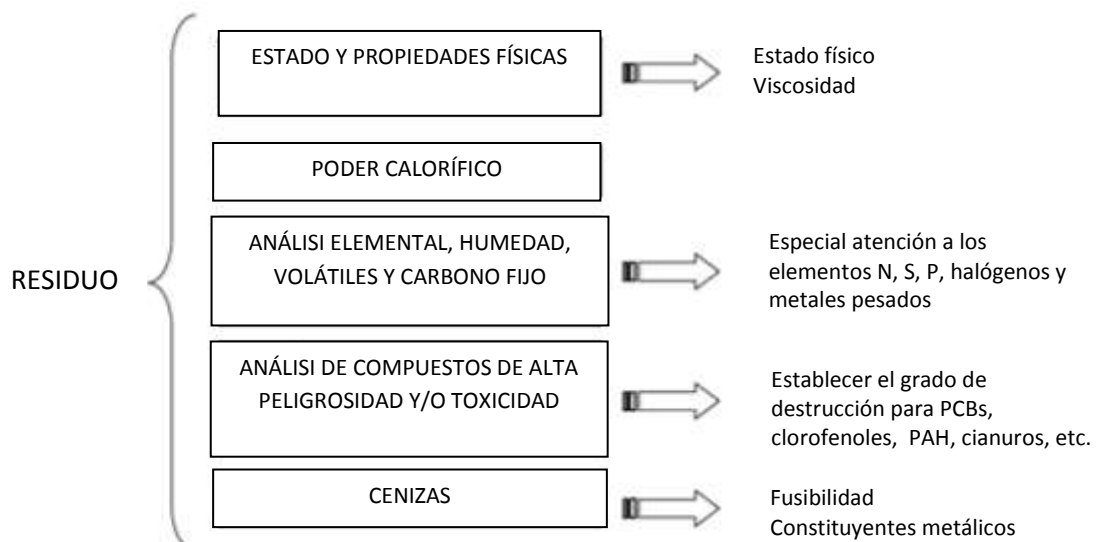 ESTADO Y PROPIEDADES FÍSICAS
Estado físico
Viscosidad
PODER CALORÍFICO
RESIDUO
ANÁLISI ELEMENTAL, HUMEDAD,
VOLÁTILES Y CARBONO FIJO
Especial atención a los
elementos N, S, P, halógenos y
metales pesados
ANÁLISI DE COMPUESTOS DE ALTA
PELIGROSIDAD Y/O TOXICIDAD
Establecer el grado de
destrucción para PCBs,
clorofenoles, PAH, cianuros, etc.
CENIZAS
Fusibilidad
Constituyentes metálicos